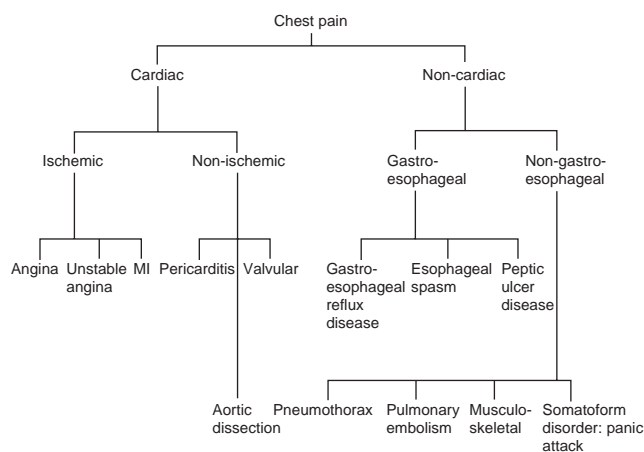 Chest pain
Cardiac
Non-cardiac
Ischemic
Non-ischemic
Gastro-
esophageal
Non-gastro-
esophageal
Angina
Unstable
angina
MI
Pericarditis
Valvular
Gastro-
esophageal
reflux
disease
Esophageal
spasm
Peptic
ulcer
disease
Aortic
dissection
Pneumothorax
Pulmonary
embolism
Musculo-
skeletal
Somatoform
disorder: panic
attack